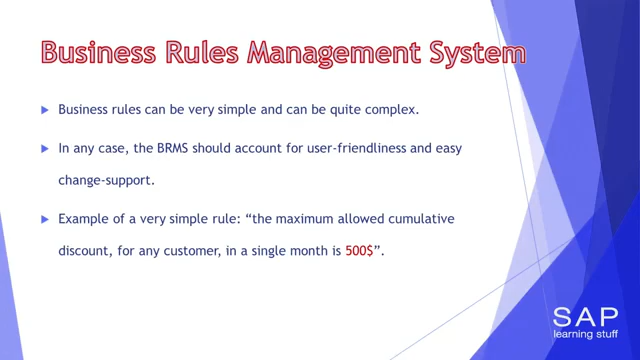 Business Rules Management System
Business rules can be very simple and can be quite complex.
In any case, the BRMS should account for user-friendliness and easy
change support.
Example of a very simple rule: “the maximum allowed cumulative
discount, for any customer, in a single month is 500$”.
SAP
learning stuff